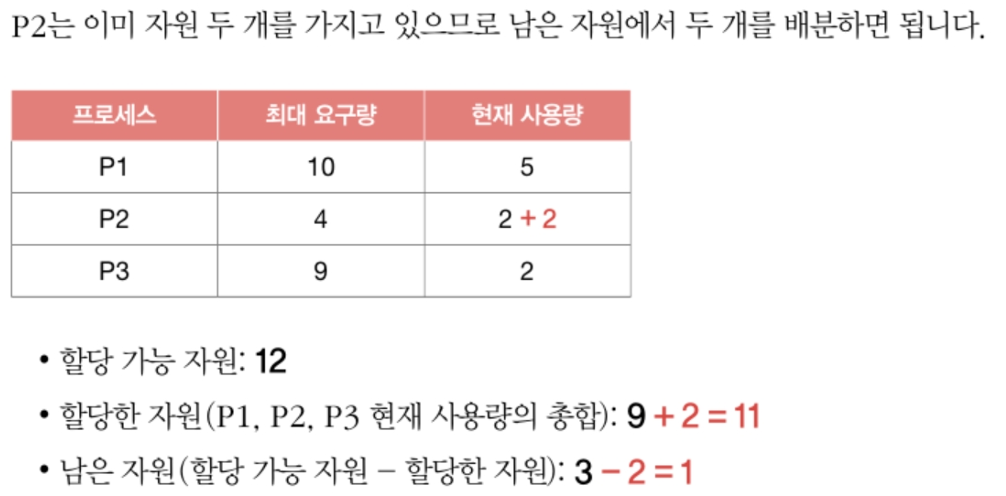 P2는 이미 자원 두 개를 가지고 있으므로 남은 자원에서 두 개를 배분하면 됩니다.
프로세스 최대 요구량 현재 사용량
P1 10 5
P2 4 2 + 2
P3 9 2
• 할당 가능 자원: 12
• 할당한 자원(P1, P2, P3 현재 사용량의 총합): 9 + 2 = 11
• 남은 자원(할당 가능 자원 – 할당한 자원): 3 – 2 = 1